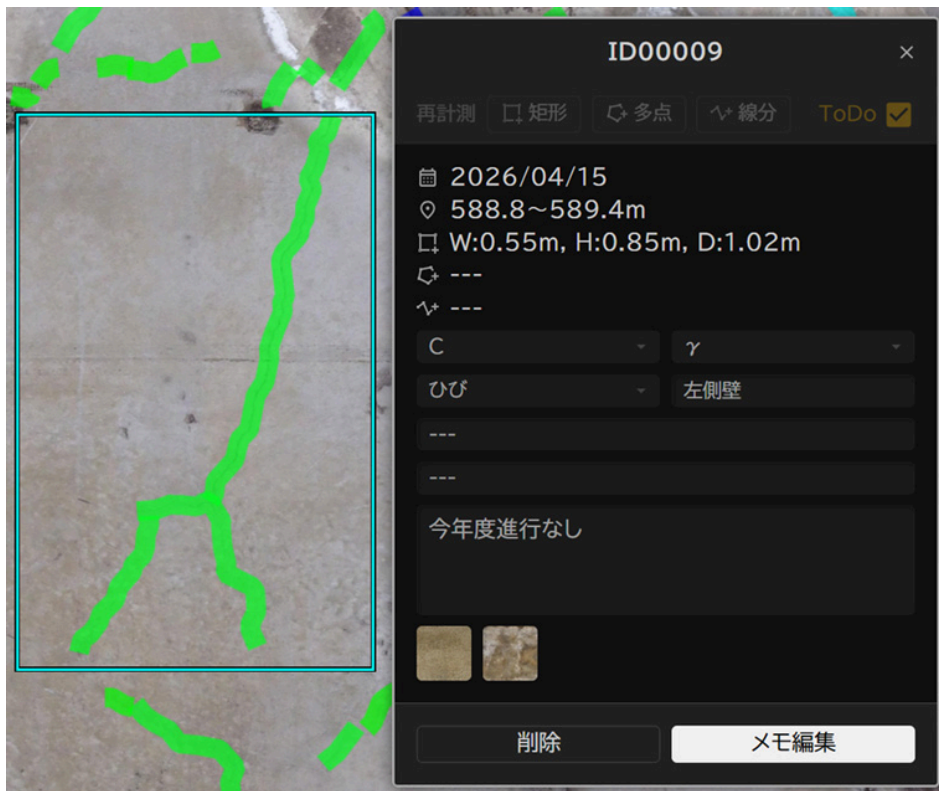 ID00009
再計測 矩形 多点 線分 ToDo
2026/04/15
588.8～589.4m
W:0.55m, H:0.85m, D:1.02m
---
---
C γ
ひび 左側壁
---
---
今年度進行なし
削除 メモ編集